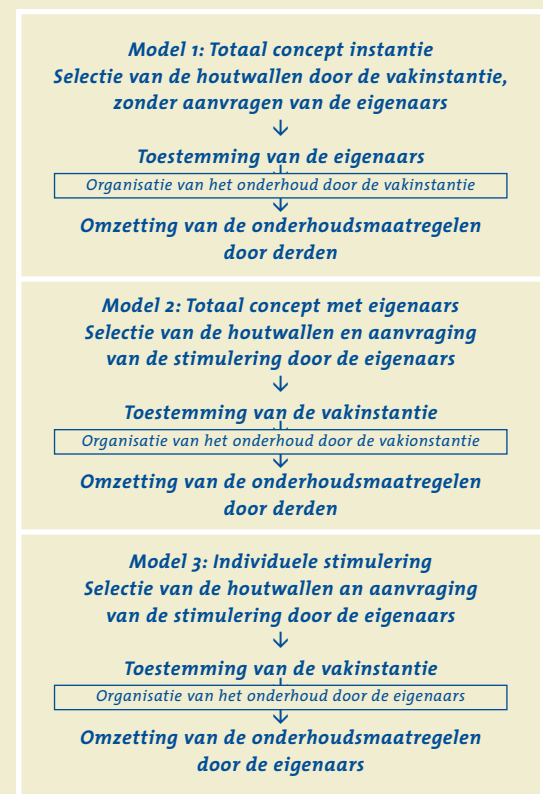 Model 1: Totaal concept instantie
Selectie van de houtwallen door de vakinstantie,
zonder aanvragen van de eigenaars
↓
Toestemming van de eigenaars
Organisatie van het onderhoud door de vakinstantie
↓
Omzetting van de onderhoudsmaatregelen
door derden
Model 2: Totaal concept met eigenaars
Selectie van de houtwallen en aanvraging
van de stimulering door de eigenaars
↓
Toestemming van de vakinstantie
Organisatie van het onderhoud door de vakionstantie
↓
Omzetting van de onderhoudsmaatregelen
door derden
Model 3: Individuele stimulering
Selectie van de houtwallen an aanvraging
van de stimulering door de eigenaars
↓
Toestemming van de vakinstantie
Organisatie van het onderhoud door de eigenaars
↓
Omzetting van de onderhoudsmaatregelen
door de eigenaars